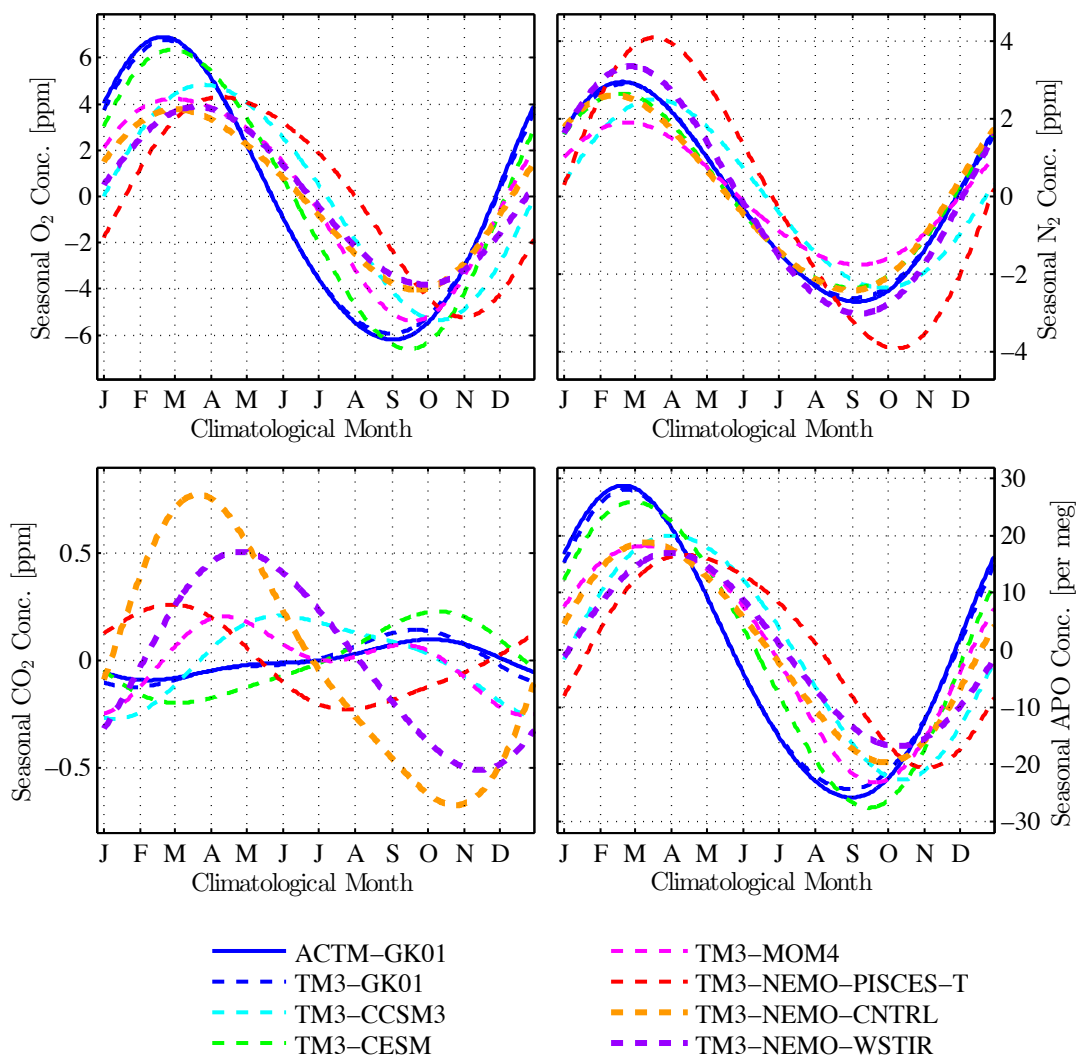 Seasonal O₂ Conc. [ppm]
6
4
2
0
−2
−4
−6
J F M A M J J A S O N D
Climatological Month
Seasonal N₂ Conc. [ppm]
4
2
0
−2
−4
J F M A M J J A S O N D
Climatological Month
Seasonal CO₂ Conc. [ppm]
0.5
0
−0.5
J F M A M J J A S O N D
Climatological Month
Seasonal APO Conc. [per meg]
30
20
10
0
−10
−20
−30
J F M A M J J A S O N D
Climatological Month
ACTM−GK01
TM3−GK01
TM3−CCSM3
TM3−CESM
TM3−MOM4
TM3−NEMO−PISCES−T
TM3−NEMO−CNTRL
TM3−NEMO−WSTIR